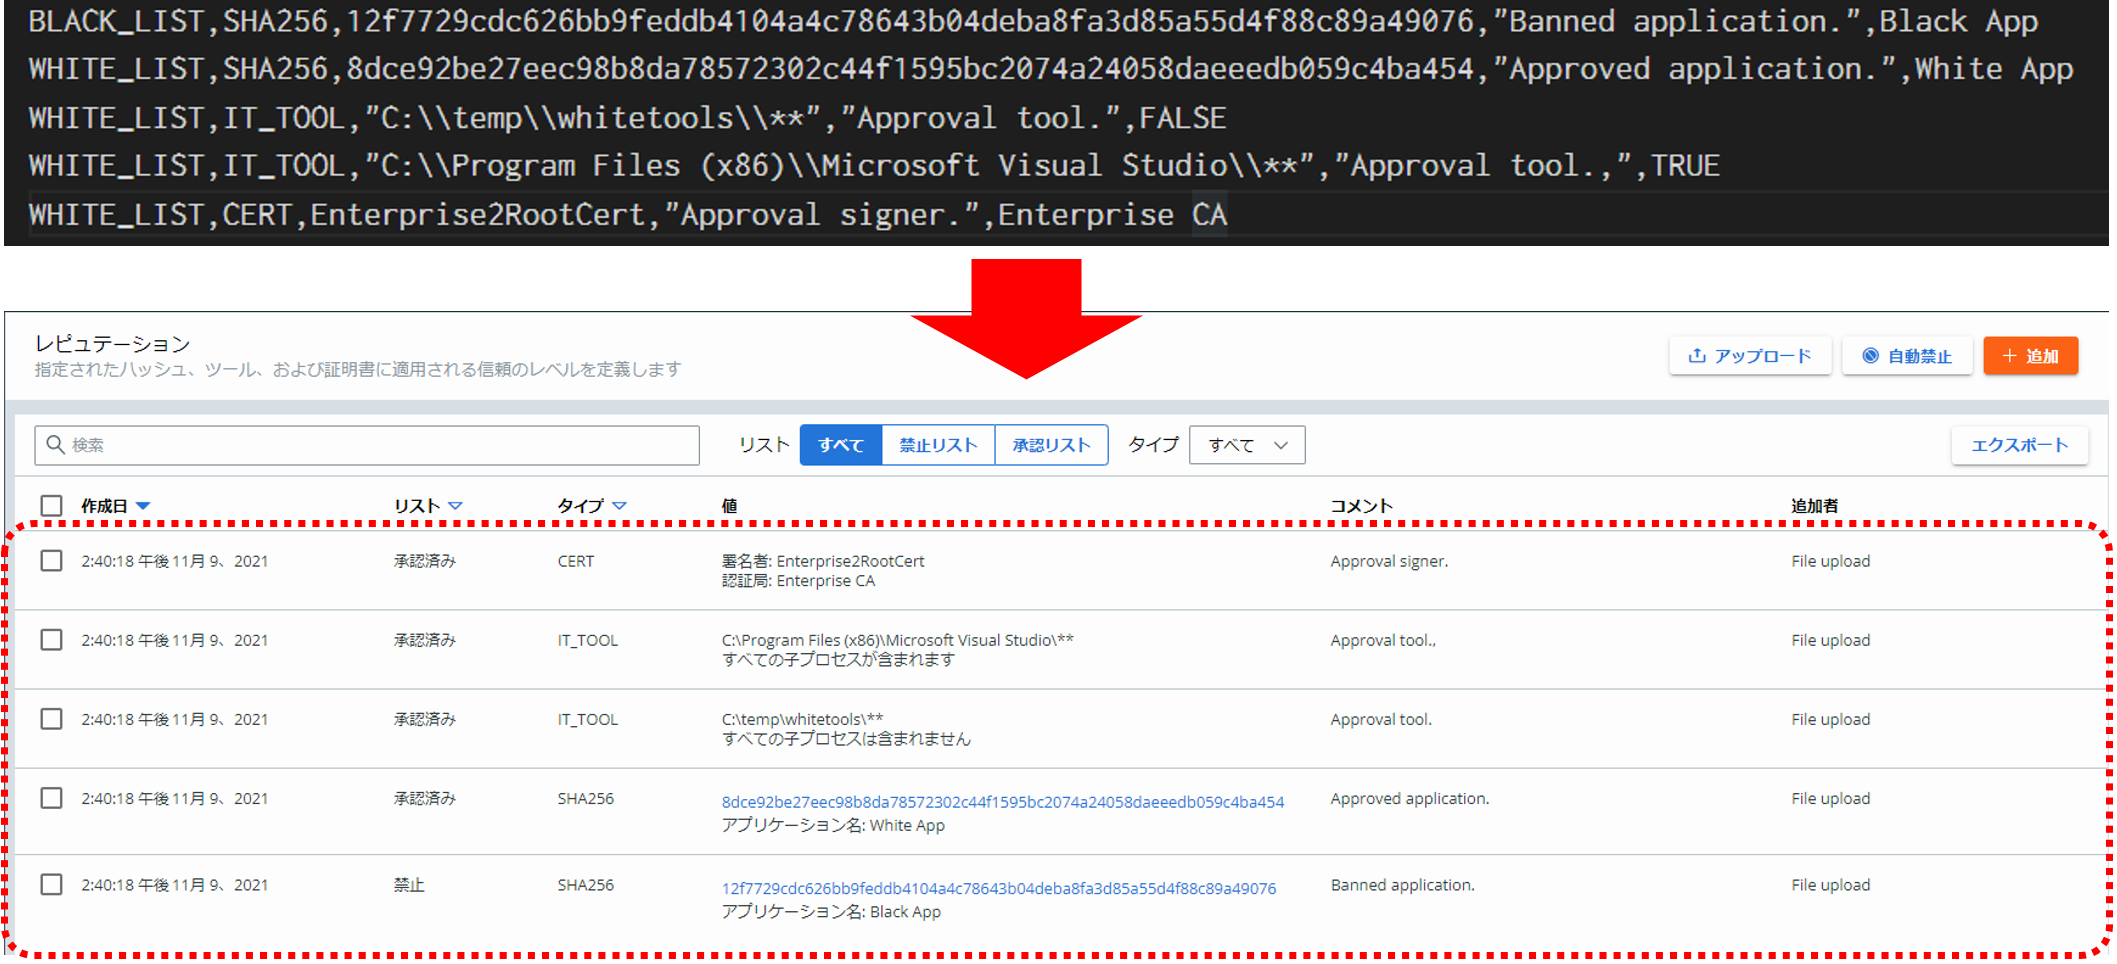 BLACK_LIST,SHA256,12f7729cdc626bb9feddb4104a4c78643b04deba8fa3d85a55d4f88c89a49076,"Banned application.",Black App
WHITE_LIST,SHA256,8dce92be27eec98b8da78572302c44f1595bc2074a24058daeeedb059c4ba454,"Approved application.",White App
WHITE_LIST,IT_TOOL,"C:\\temp\\whitetools\\**","Approval tool.",FALSE
WHITE_LIST,IT_TOOL,"C:\\Program Files (x86)\\Microsoft Visual Studio\\**","Approval tool.,",TRUE
WHITE_LIST,CERT,Enterprise2RootCert,"Approval signer.",Enterprise CA
レピュテーション
指定されたハッシュ、ツール、および証明書に適用される信頼のレベルを定義します
アップロード 自動禁止 + 追加
検索 リスト すべて 禁止リスト 承認リスト タイプ すべて エクスポート
作成日 リスト タイプ 値 コメント 追加者
2:40:18 午後 11月 9、2021 承認済み CERT 署名者: Enterprise2RootCert Approval signer. File upload
認証局: Enterprise CA
2:40:18 午後 11月 9、2021 承認済み IT_TOOL C:\Program Files (x86)\Microsoft Visual Studio\** Approval tool., File upload
すべての子プロセスが含まれます
2:40:18 午後 11月 9、2021 承認済み IT_TOOL C:\temp\whitetools\** Approval tool. File upload
すべての子プロセスは含まれません
2:40:18 午後 11月 9、2021 承認済み SHA256 8dce92be27eec98b8da78572302c44f1595bc2074a24058daeeedb059c4ba454 Approved application. File upload
アプリケーション名: White App
2:40:18 午後 11月 9、2021 禁止 SHA256 12f7729cdc626bb9feddb4104a4c78643b04deba8fa3d85a55d4f88c89a49076 Banned application. File upload
アプリケーション名: Black App